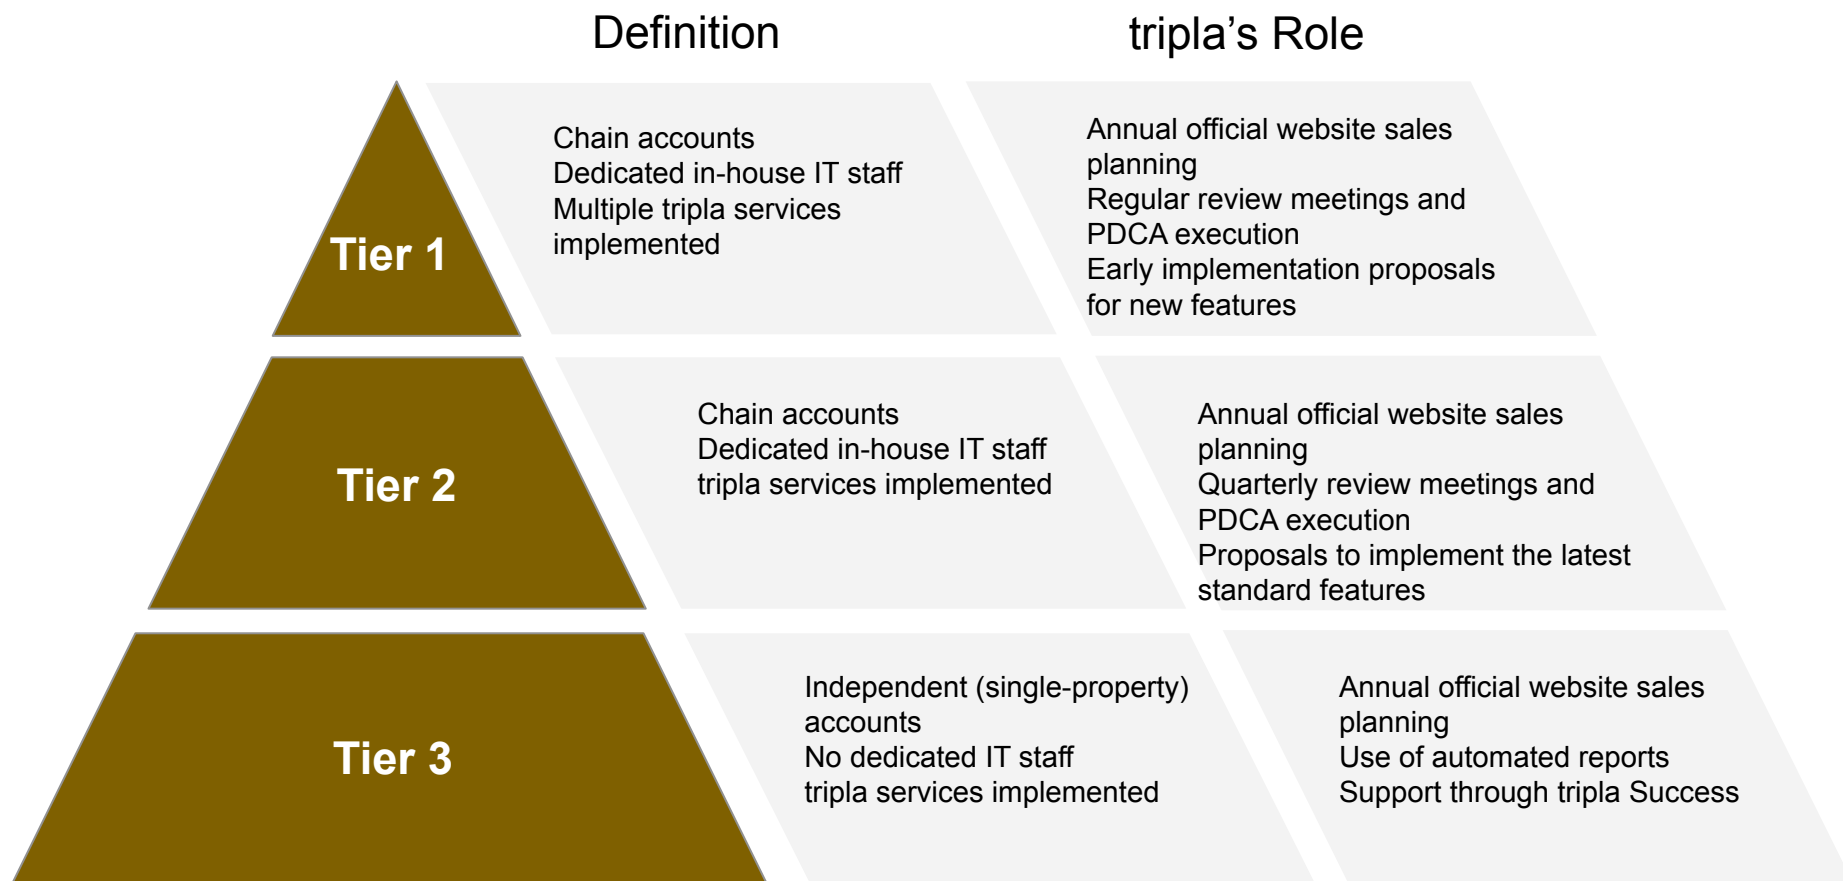 Definition
tripla’s Role
Tier 1
Chain accounts
Dedicated in-house IT staff
Multiple tripla services
implemented
Annual official website sales
planning
Regular review meetings and
PDCA execution
Early implementation proposals
for new features
Tier 2
Chain accounts
Dedicated in-house IT staff
tripla services implemented
Annual official website sales
planning
Quarterly review meetings and
PDCA execution
Proposals to implement the latest
standard features
Tier 3
Independent (single-property)
accounts
No dedicated IT staff
tripla services implemented
Annual official website sales
planning
Use of automated reports
Support through tripla Success